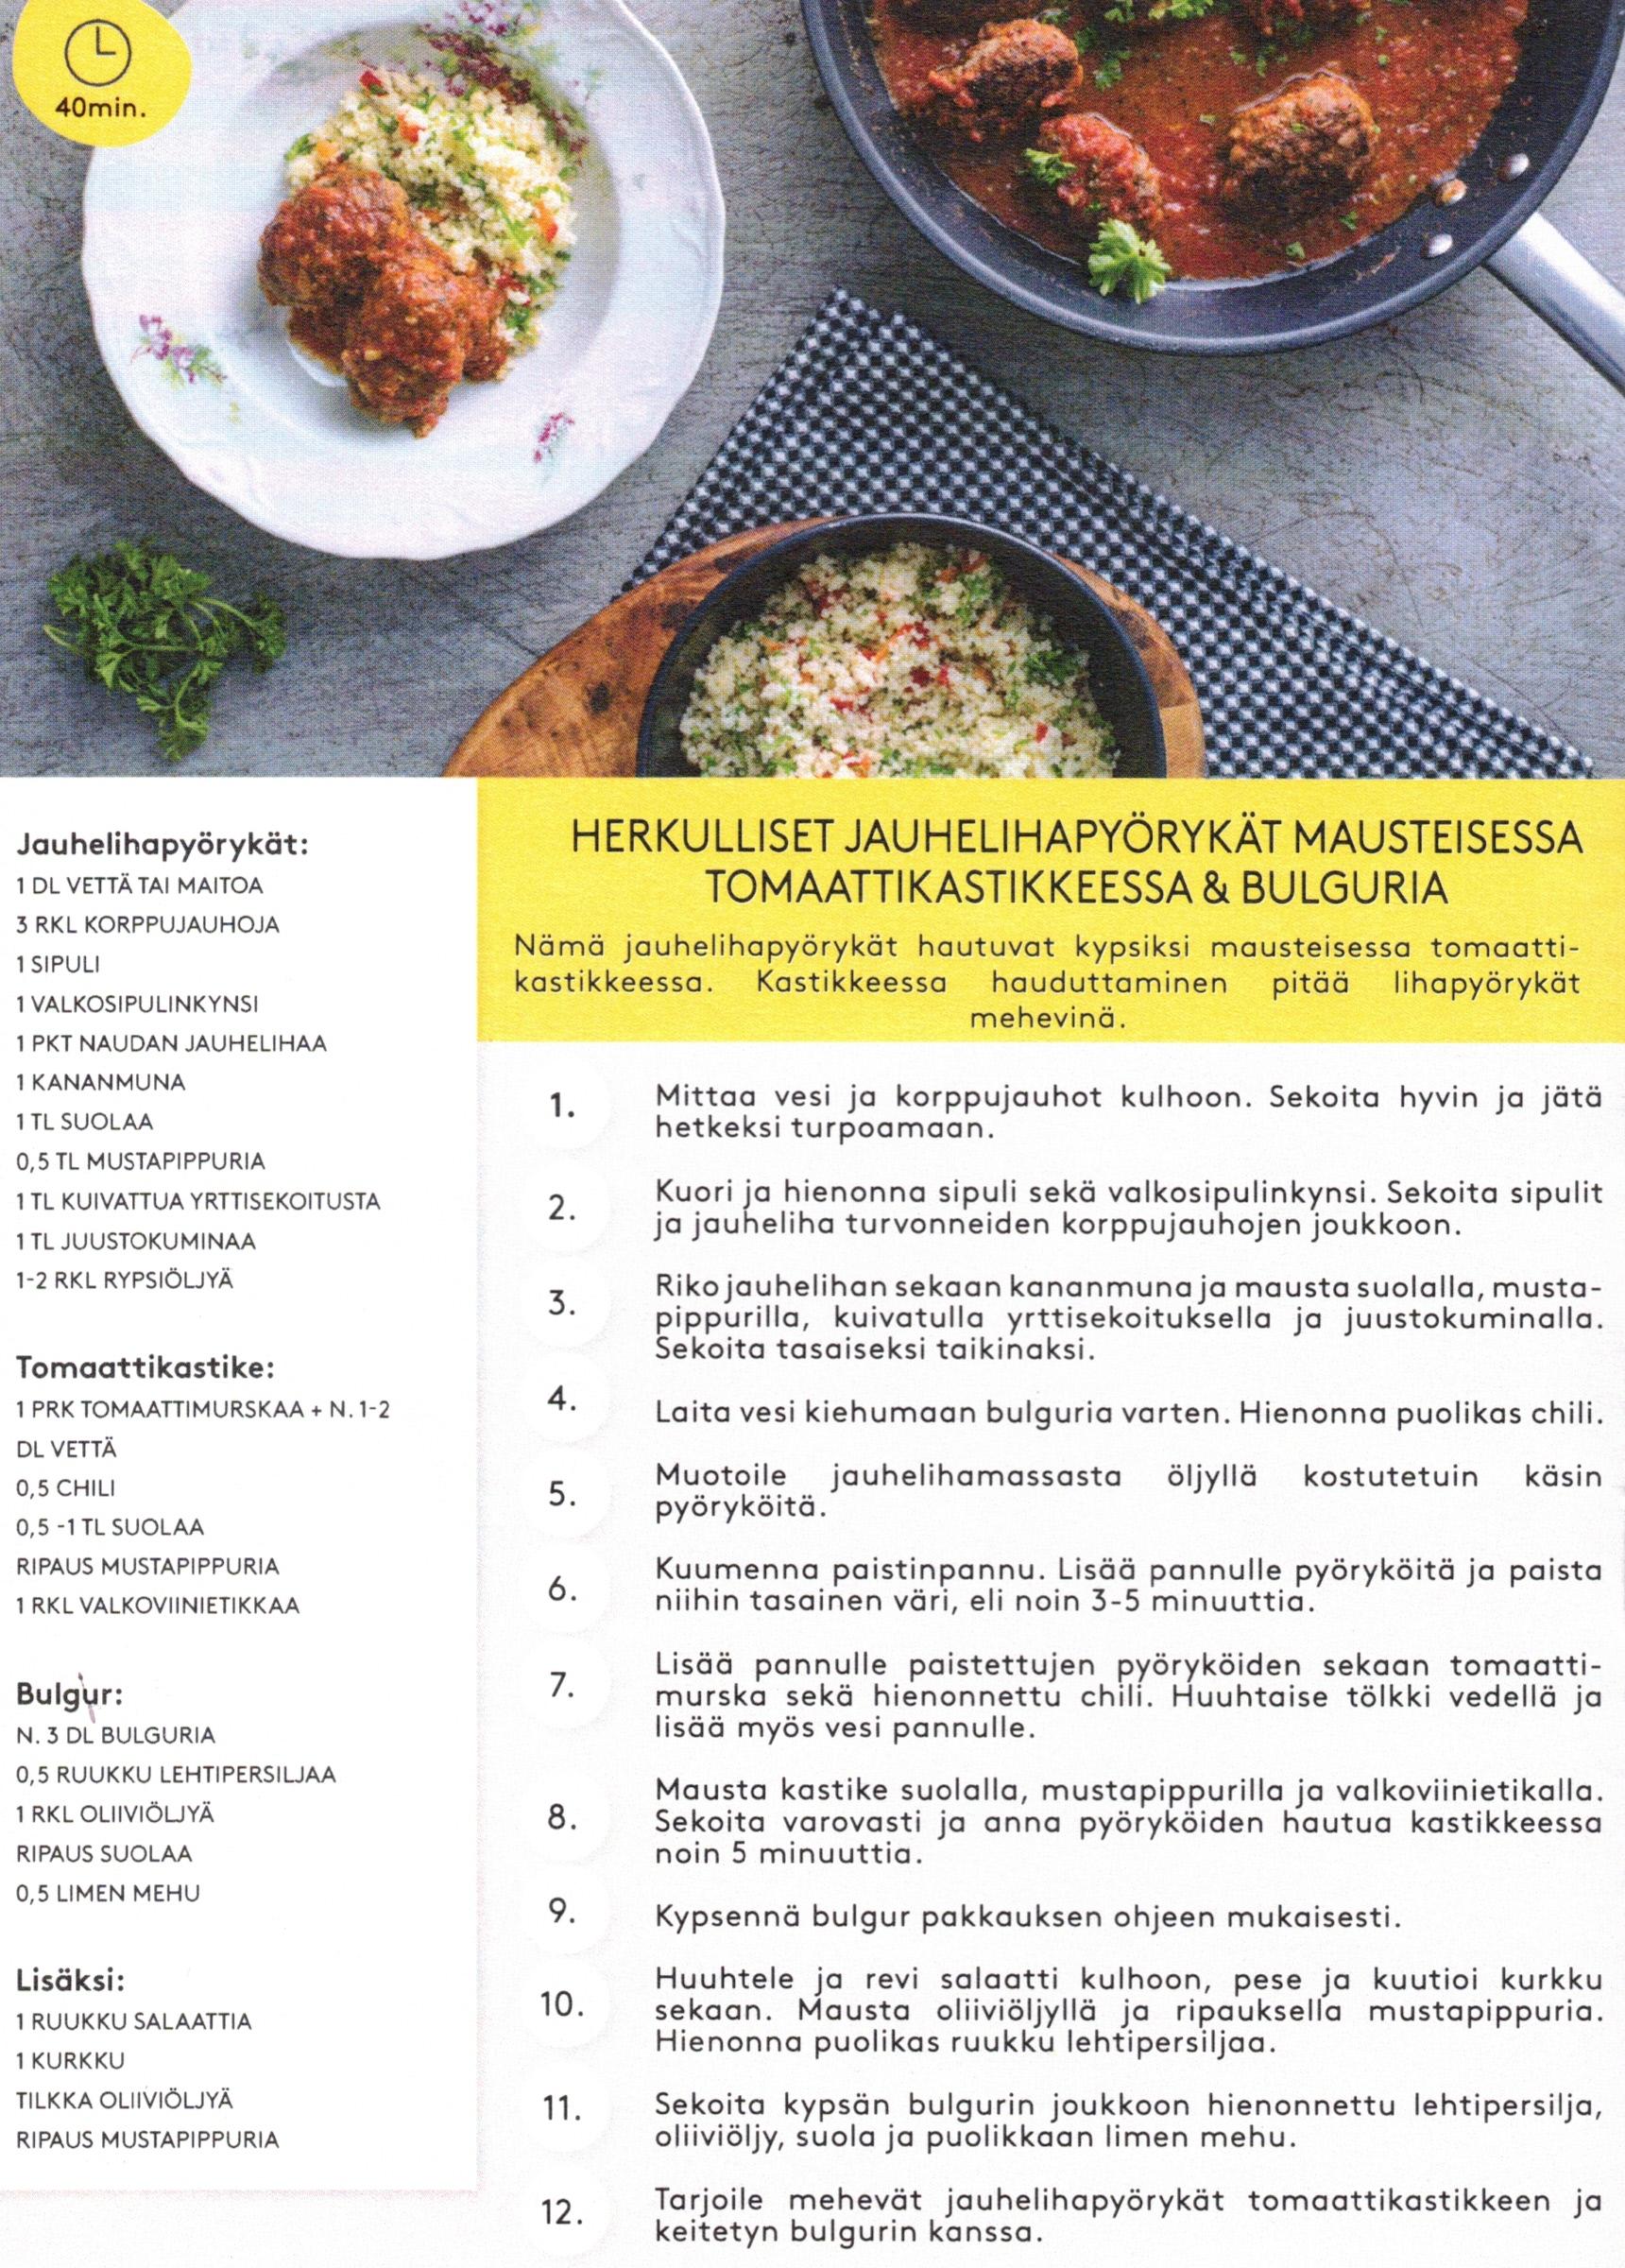 40min.
Jauhelihapyörykät:
1 DL VETTÄ TAI MAITOA
3 RKL KORPPUJAUHOJA
1 SIPULI
1 VALKOSIPULINKYNSI
1 PKT NAUDAN JAUHELIHAA
1 KANANMUNA
1 TL SUOLAA
0,5 TL MUSTAPIPPURIA
1 TL KUIVATTUA YRTTISEKOITUSTA
1 TL JUUSTOKUMINAA
1-2 RKL RYPSIÖLJYÄ
Tomaattikastike:
1 PRK TOMAATTIMURSKAA + N. 1-2
DL VETTÄ
0,5 CHILI
0,5 -1 TL SUOLAA
RIPAUS MUSTAPIPPURIA
1 RKL VALKOVIINIETIKKAA
Bulgur:
N. 3 DL BULGURIA
0,5 RUUKKU LEHTIPERSILJAA
1 RKL OLIIVIÖLJYÄ
RIPAUS SUOLAA
0,5 LIMEN MEHU
Lisäksi:
1 RUUKKU SALAATTIA
1 KURKKU
TILKKA OLIIVIÖLJYÄ
RIPAUS MUSTAPIPPURIA
HERKULLISET JAUHELIHAPYÖRYKÄT MAUSTEISESSA
TOMAATTIKASTIKKEESSA & BULGURIA
Nämä jauhelihapyörykät hautuvat kypsiksi mausteisessa tomaatti-
kastikkeessa. Kastikkeessa hauduttaminen pitää lihapyörykät
mehevinä.
1. Mittaa vesi ja korppujauhot kulhoon. Sekoita hyvin ja jätä
hetkeksi turpoamaan.
2. Kuori ja hienonna sipuli sekä valkosipulinkynsi. Sekoita sipulit
ja jauheliha turvonneiden korppujauhojen joukkoon.
3. Riko jauhelihan sekaan kananmuna ja mausta suolalla, musta-
pippurilla, kuivatulla yrttisekoituksella ja juustokuminalla.
Sekoita tasaiseksi taikinaksi.
4. Laita vesi kiehumaan bulguria varten. Hienonna puolikas chili.
5. Muotoile jauhelihamassasta öljyllä kostutetuin käsin
pyöryköitä.
6. Kuumenna paistinpannu. Lisää pannulle pyöryköitä ja paista
niihin tasainen väri, eli noin 3-5 minuuttia.
7. Lisää pannulle paistettujen pyöryköiden sekaan tomaatti-
murska sekä hienonnettu chili. Huuhtaise tölkki vedellä ja
lisää myös vesi pannulle.
8. Mausta kastike suolalla, mustapippurilla ja valkoviinietikalla.
Sekoita varovasti ja anna pyöryköiden hautua kastikkeessa
noin 5 minuuttia.
9. Kypsennä bulgur pakkauksen ohjeen mukaisesti.
10. Huuhtele ja revi salaatti kulhoon, pese ja kuutioi kurkku
sekaan. Mausta oliiviöljyllä ja ripauksella mustapippuria.
Hienonna puolikas ruukku lehtipersiljaa.
11. Sekoita kypsän bulgurin joukkoon hienonnettu lehtipersilja,
oliiviöljy, suola ja puolikkaan limen mehu.
12. Tarjoile mehevät jauhelihapyörykät tomaattikastikkeen ja
keitetyn bulgurin kanssa.